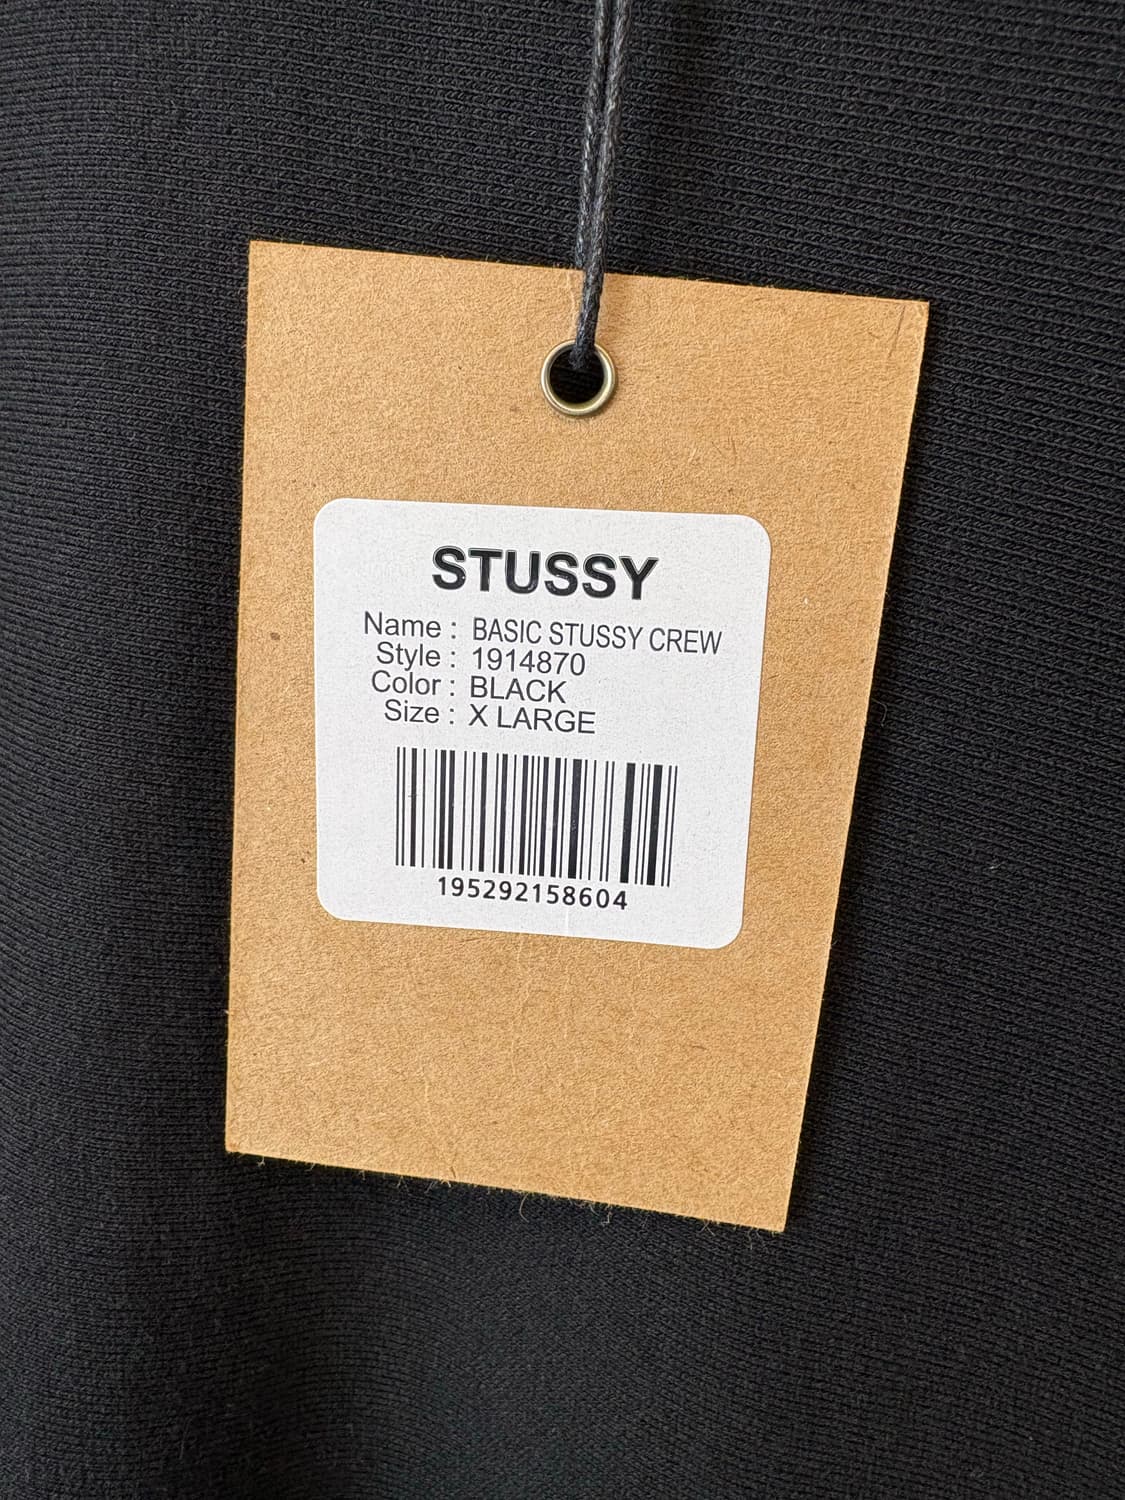 STUSSY
Name : BASIC STUSSY CREW
Style : 1914870
Color : BLACK
Size : X LARGE
195292158604